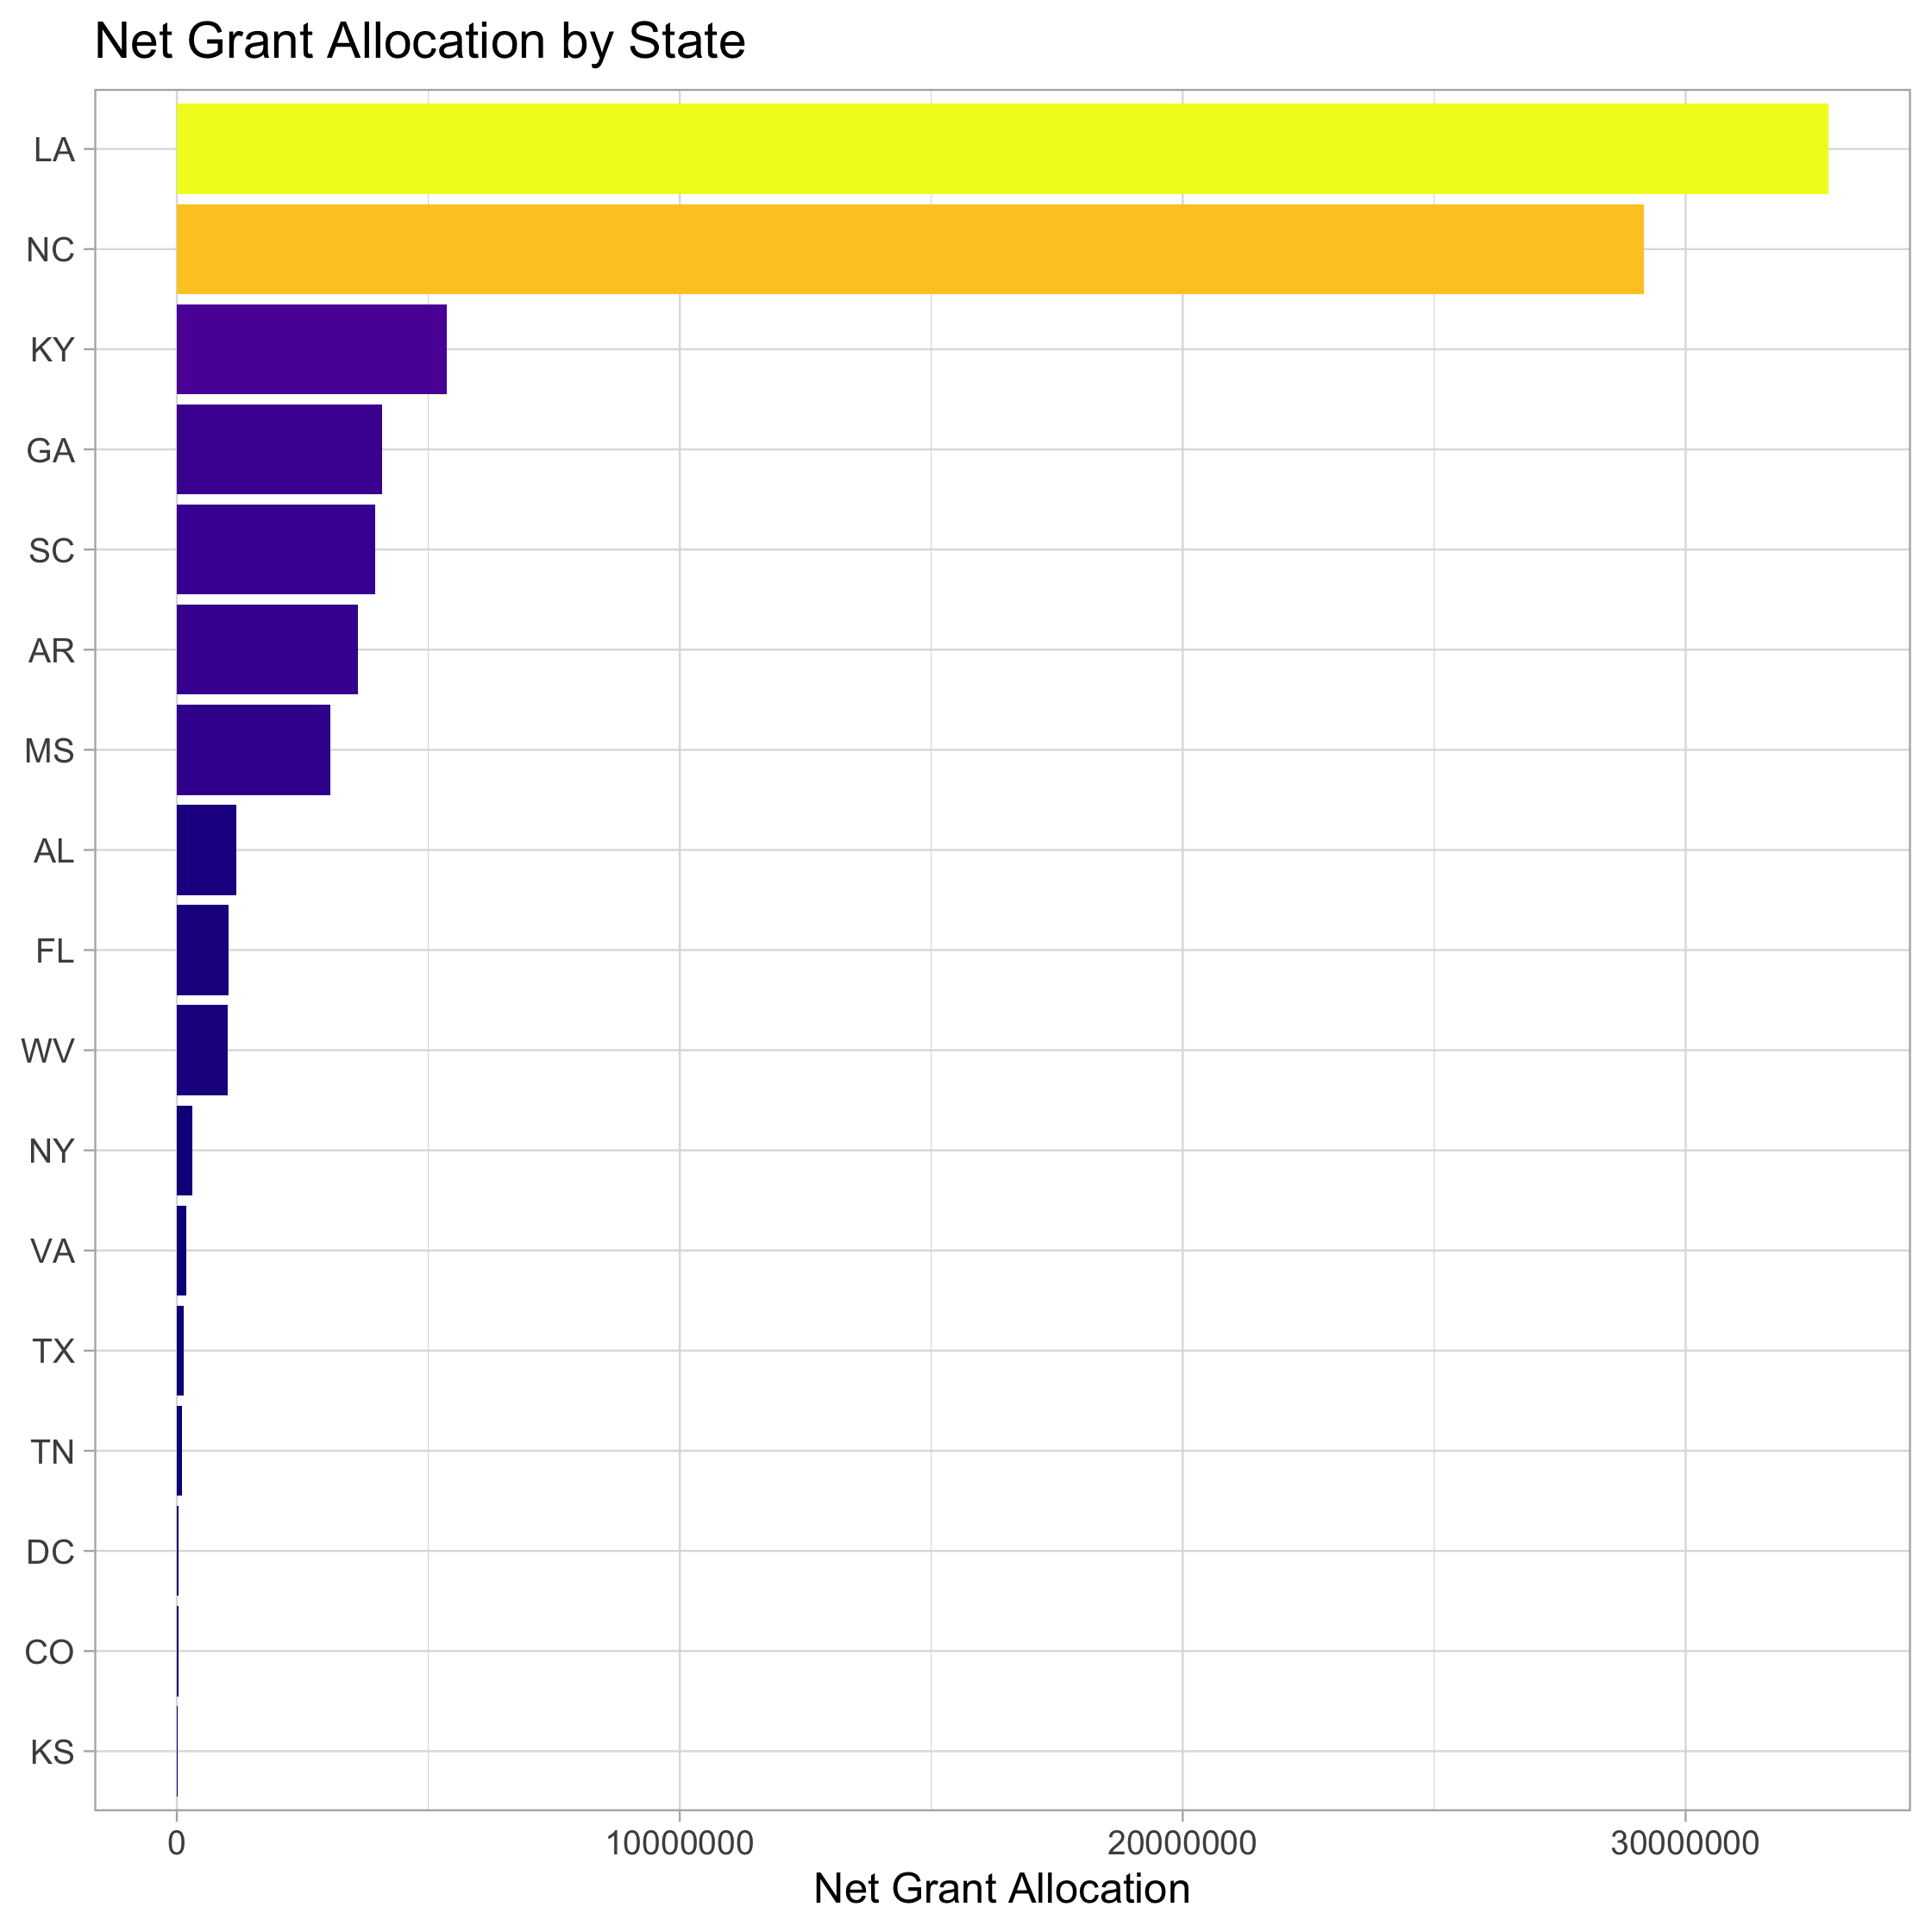 Net Grant Allocation by State
LA
NC
KY
GA
SC
AR
MS
AL
FL
WV
NY
VA
TX
TN
DC
CO
KS
0 10000000 20000000 30000000
Net Grant Allocation